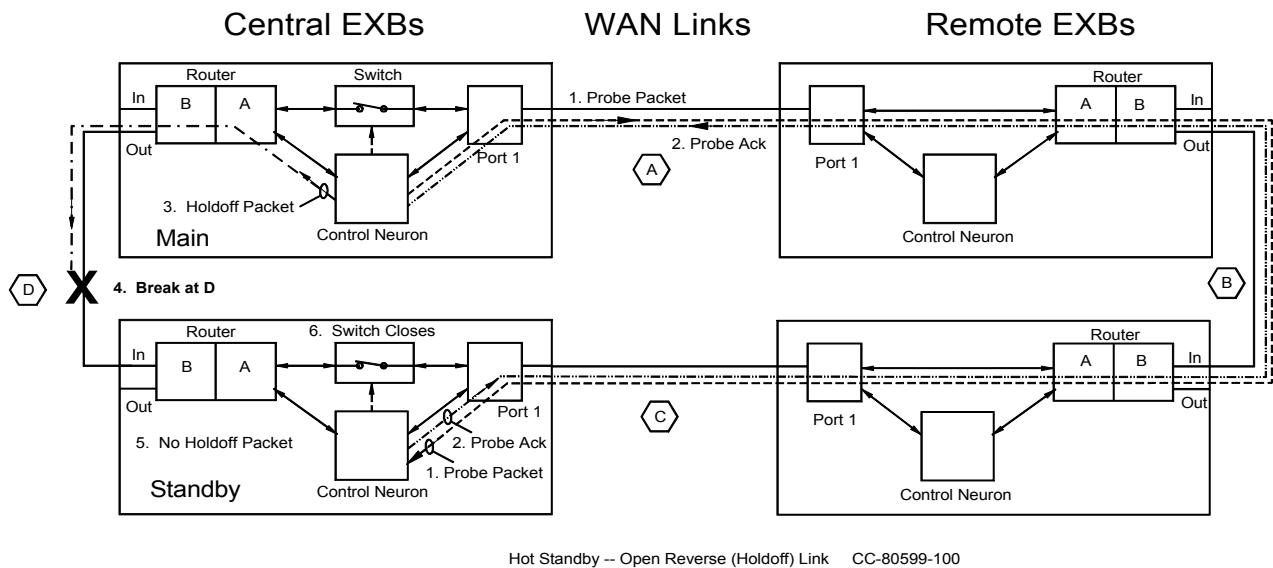 Central EXBs WAN Links Remote EXBs
Router Switch
In B A
Out
Port 1
3. Holdoff Packet
Control Neuron
Main
1. Probe Packet
2. Probe Ack
A
Router
A B In
Out
Port 1
Control Neuron
D
4. Break at D
B
Router 6. Switch Closes
In B A
Out
Port 1
5. No Holdoff Packet
2. Probe Ack
1. Probe Packet
Control Neuron
Standby
C
Router
A B In
Out
Port 1
Control Neuron
Hot Standby -- Open Reverse (Holdoff) Link CC-80599-100